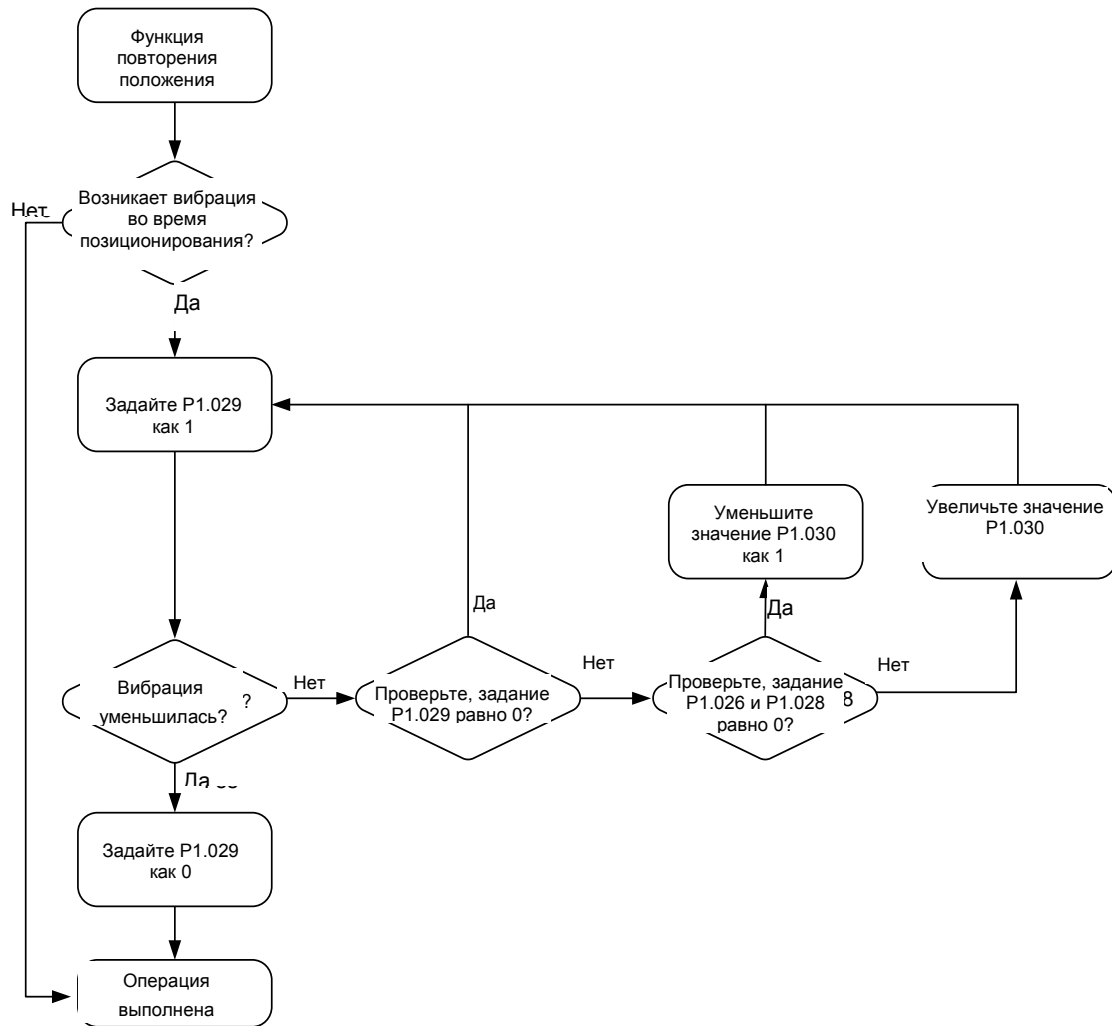 Функция
повторения
положения
Возникает вибрация
во время
позиционирования?
Нет
Да
Задайте P1.029
как 1
Уменьшите
значение P1.030
как 1
Увеличьте значение
P1.030
Да
Да
Вибрация
уменьшилась? ?
Нет
Проверьте, задание
P1.029 равно 0?
Нет
Проверьте, задание
P1.026 и P1.028 8
равно 0?
Нет
Да
Задайте P1.029
как 0
Операция
выполнена